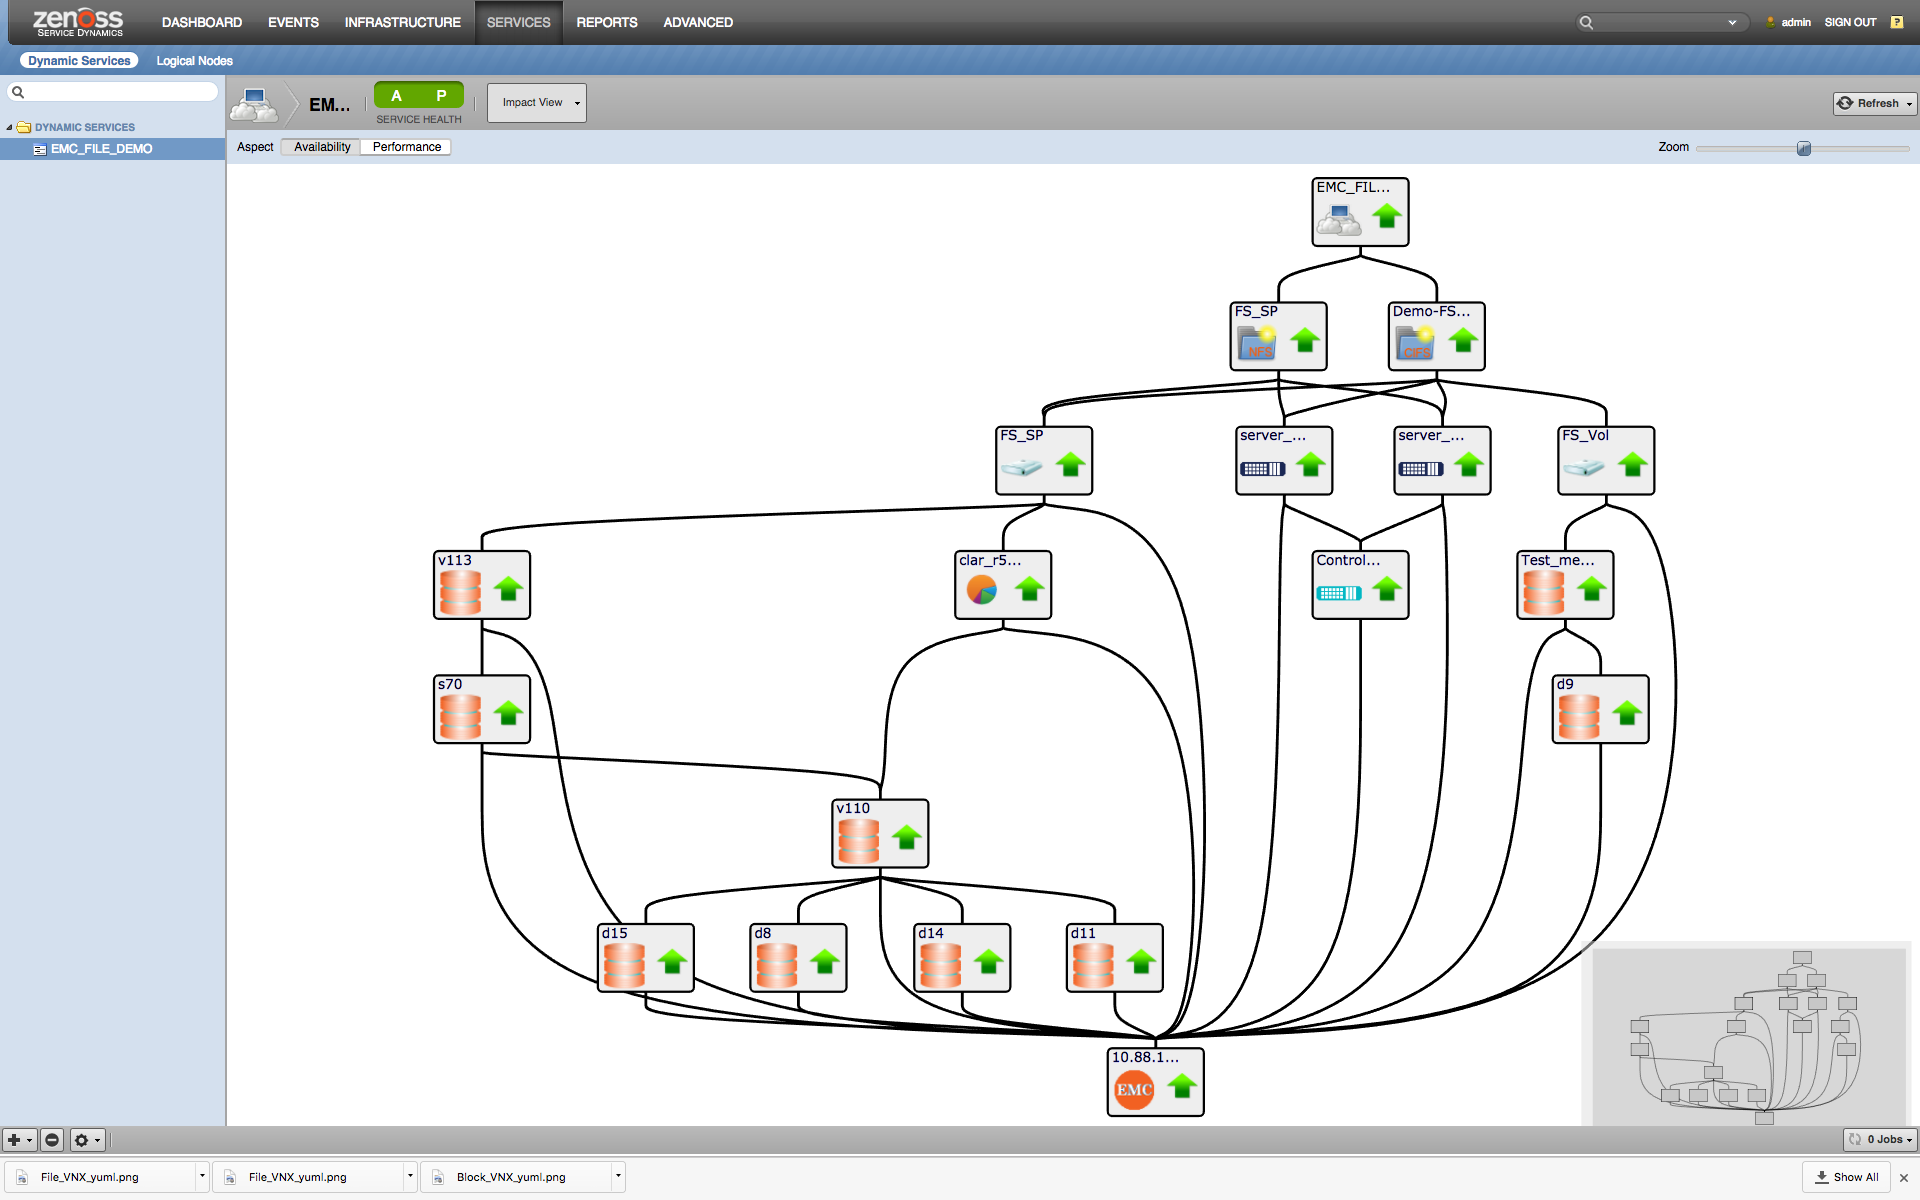 zenoss
SERVICE DYNAMICS
DASHBOARD
EVENTS
INFRASTRUCTURE
SERVICES
REPORTS
ADVANCED
admin
SIGN OUT
?
Dynamic Services
Logical Nodes
EM...
A P
SERVICE HEALTH
Impact View
Refresh
DYNAMIC SERVICES
EMC_FILE_DEMO
Aspect
Availability
Performance
Zoom
EMC_FIL...
FS_SP
NFS
Demo-FS...
CIFS
FS_SP
server_...
server_...
FS_Vol
v113
clar_r5...
Control...
Test_me...
s70
d9
v110
d15
d8
d14
d11
10.88.1...
EMC
0 Jobs
File_VNX_yuml.png
File_VNX_yuml.png
Block_VNX_yuml.png
Show All